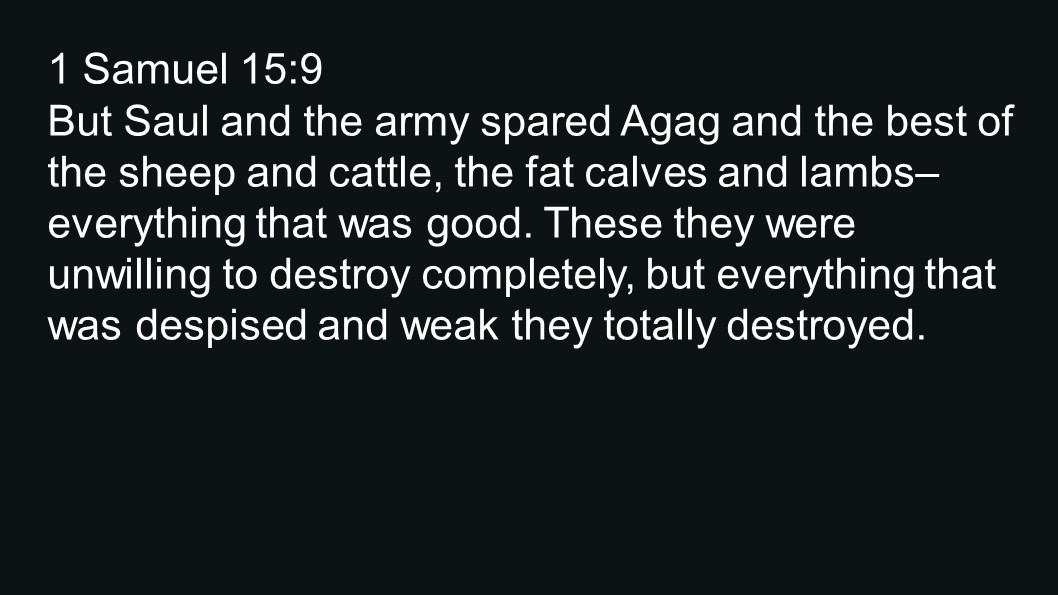 1 Samuel 15:9
But Saul and the army spared Agag and the best of
the sheep and cattle, the fat calves and lambs–
everything that was good. These they were
unwilling to destroy completely, but everything that
was despised and weak they totally destroyed.